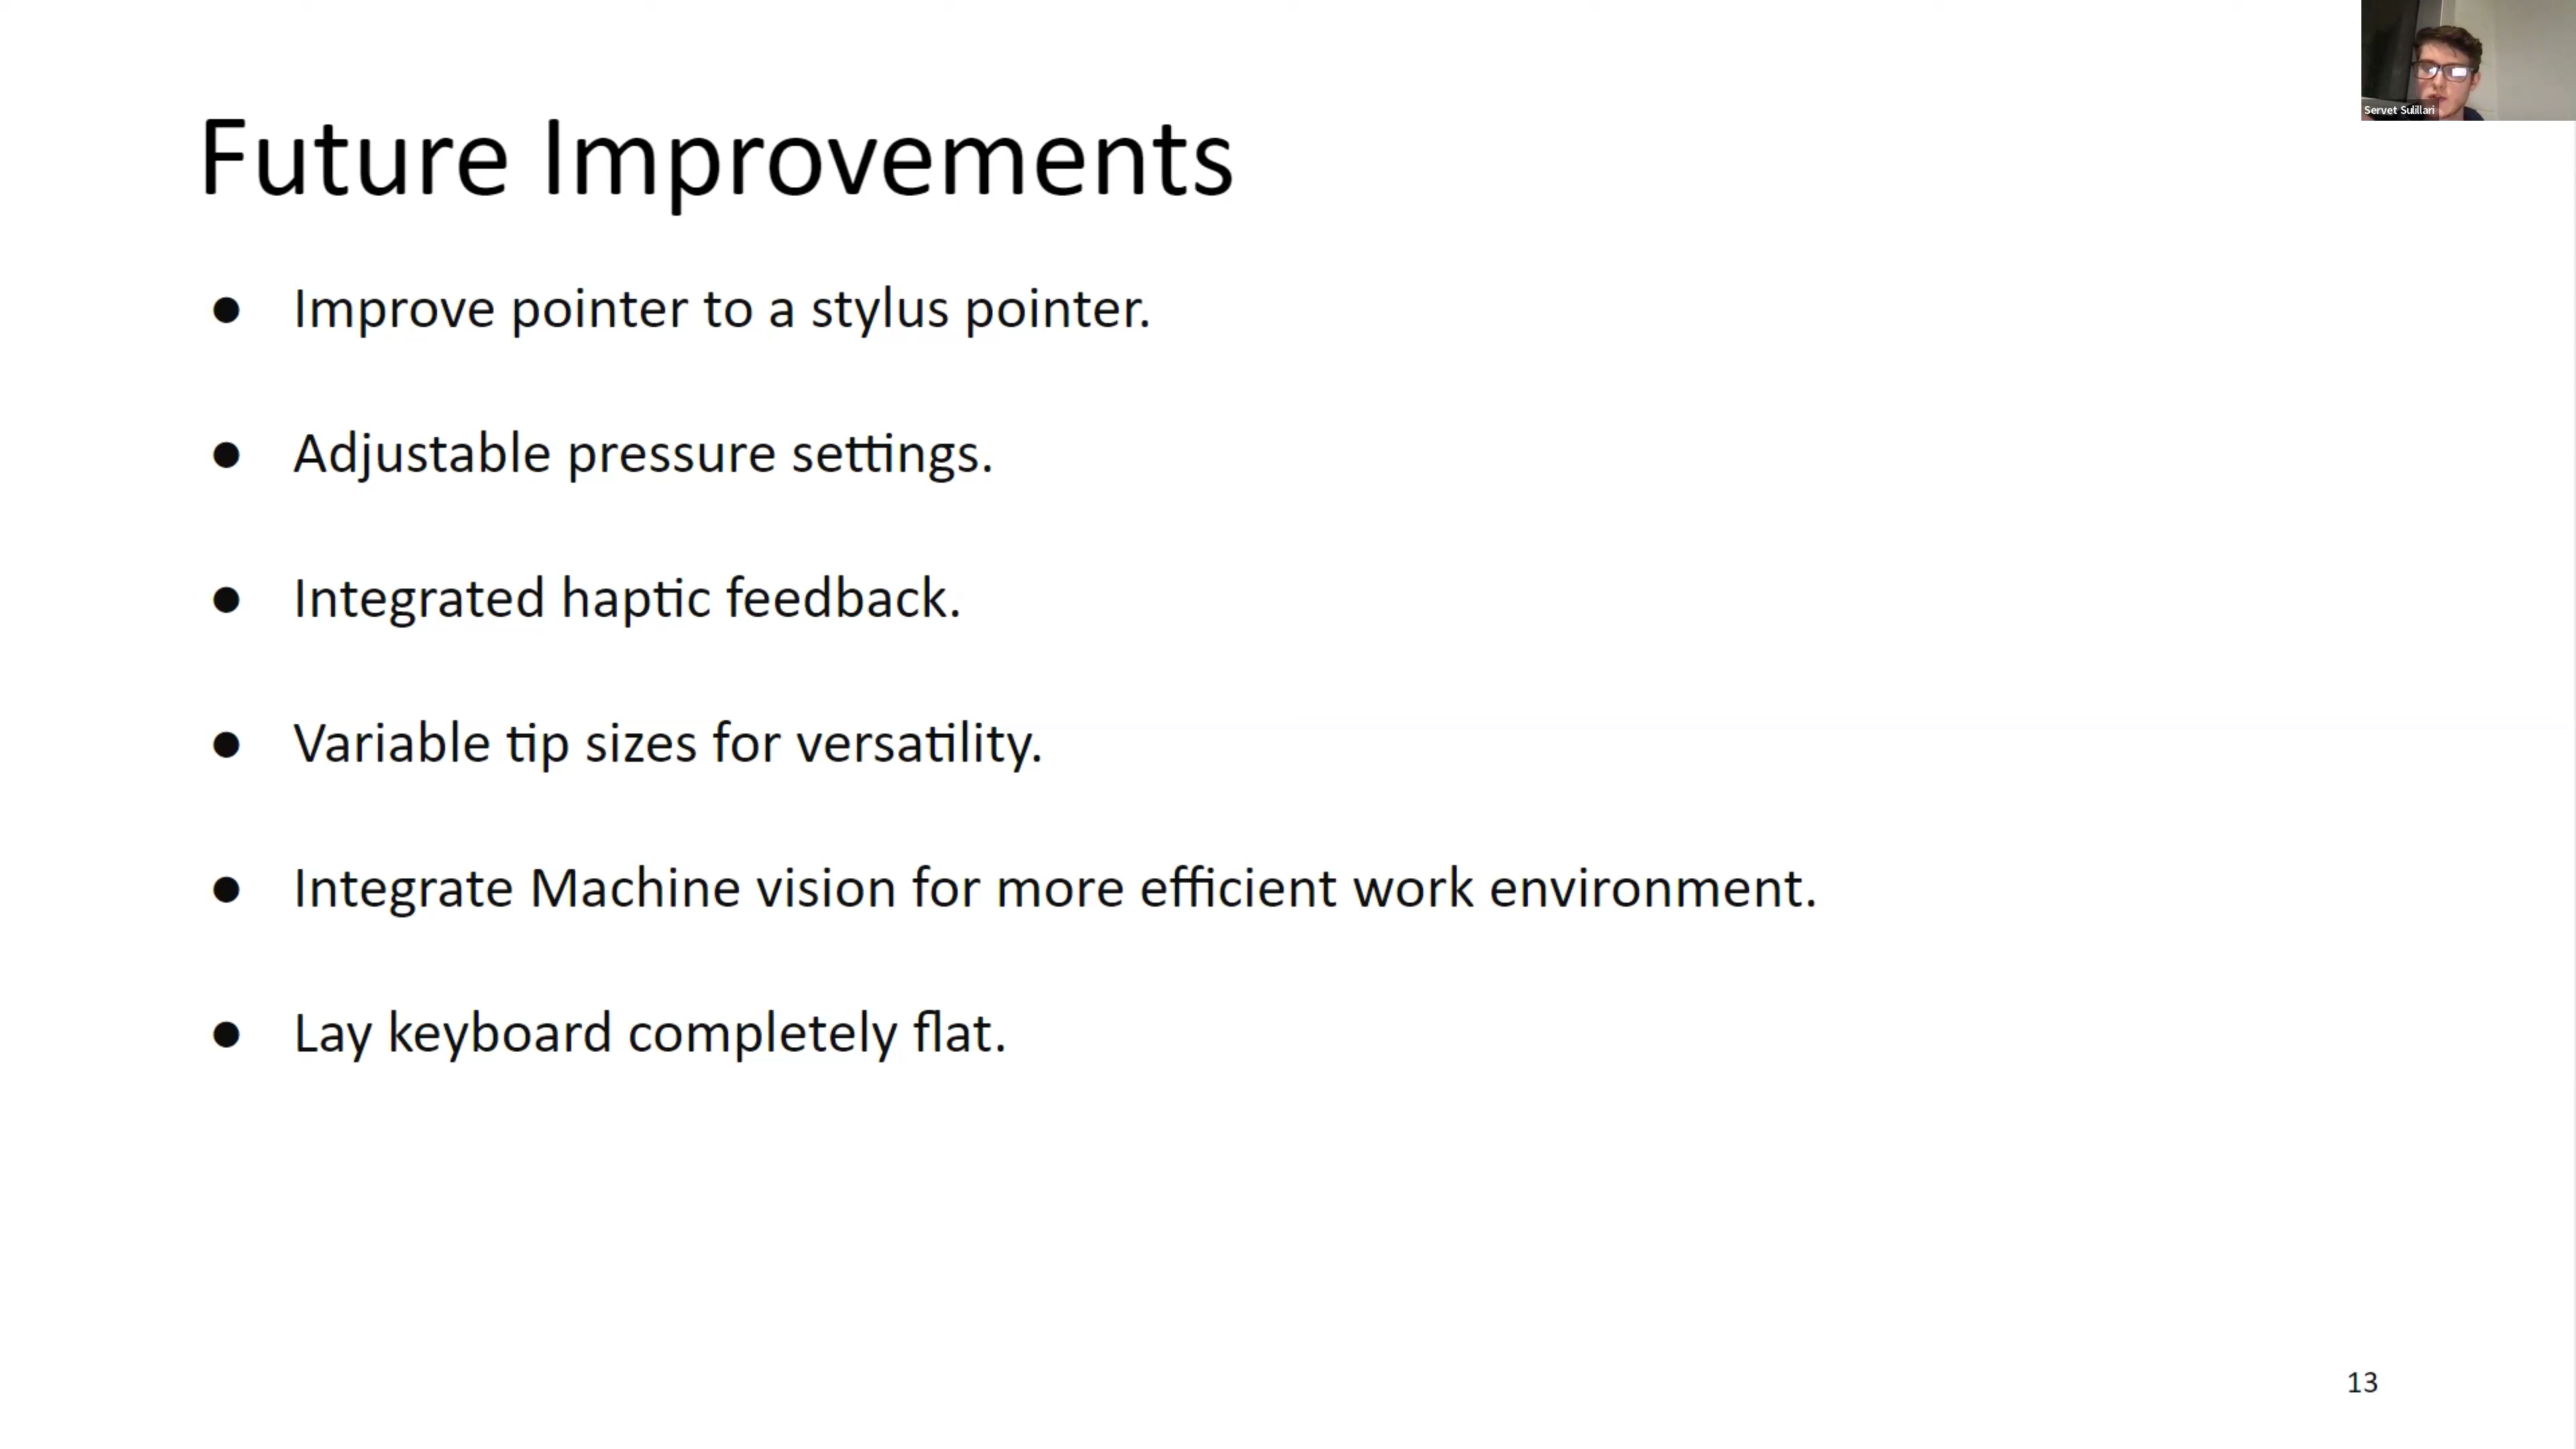 Servet Sulillari
Future Improvements
● Improve pointer to a stylus pointer.
● Adjustable pressure settings.
● Integrated haptic feedback.
● Variable tip sizes for versatility.
● Integrate Machine vision for more efficient work environment.
● Lay keyboard completely flat.
13